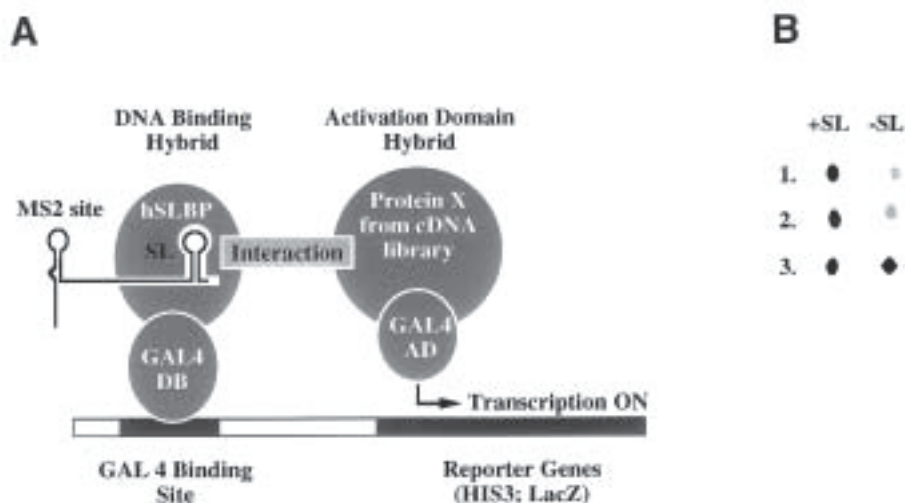 A
B
DNA Binding
Hybrid
Activation Domain
Hybrid
+SL -SL
MS2 site
hSLBP
SL
Interaction
Protein X
from cDNA
library
1.
2.
3.
GAL4
DB
GAL4
AD
Transcription ON
GAL 4 Binding
Site
Reporter Genes
(HIS3; LacZ)